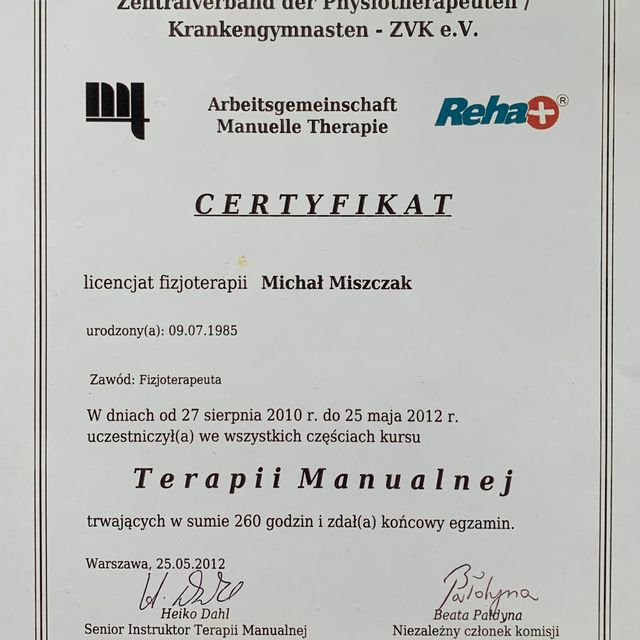 Zentralverband der Physiotherapeuten /
Krankengymnasten - ZVK e.V.
mt
Arbeitsgemeinschaft
Manuelle Therapie
Reha+®
CERTYFIKAT
licencjat fizjoterapii Michał Miszczak
urodzony(a): 09.07.1985
Zawód: Fizjoterapeuta
W dniach od 27 sierpnia 2010 r. do 25 maja 2012 r.
uczestniczył(a) we wszystkich częściach kursu
Terapii Manualnej
trwających w sumie 260 godzin i zdał(a) końcowy egzamin.
Warszawa, 25.05.2012
H. Dahl
Pałdyna
Heiko Dahl
Beata Pałdyna
Senior Instruktor Terapii Manualnej
Niezależny członek komisji